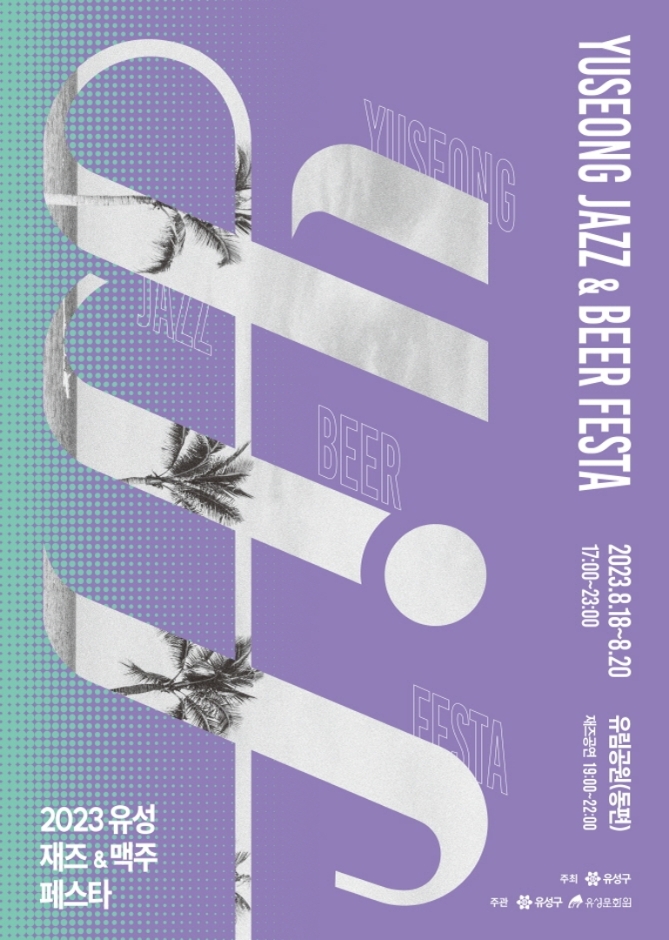 YUSEONG JAZZ & BEER FESTA
2023.8.18~8.20
17:00~23:00
유림공원(동편)
재즈공연 19:00~22:00
YUSEONG
JAZZ
BEER
FESTA
2023 유성
재즈 & 맥주
페스타
주최 유성구
주관 유성구 유성문화원